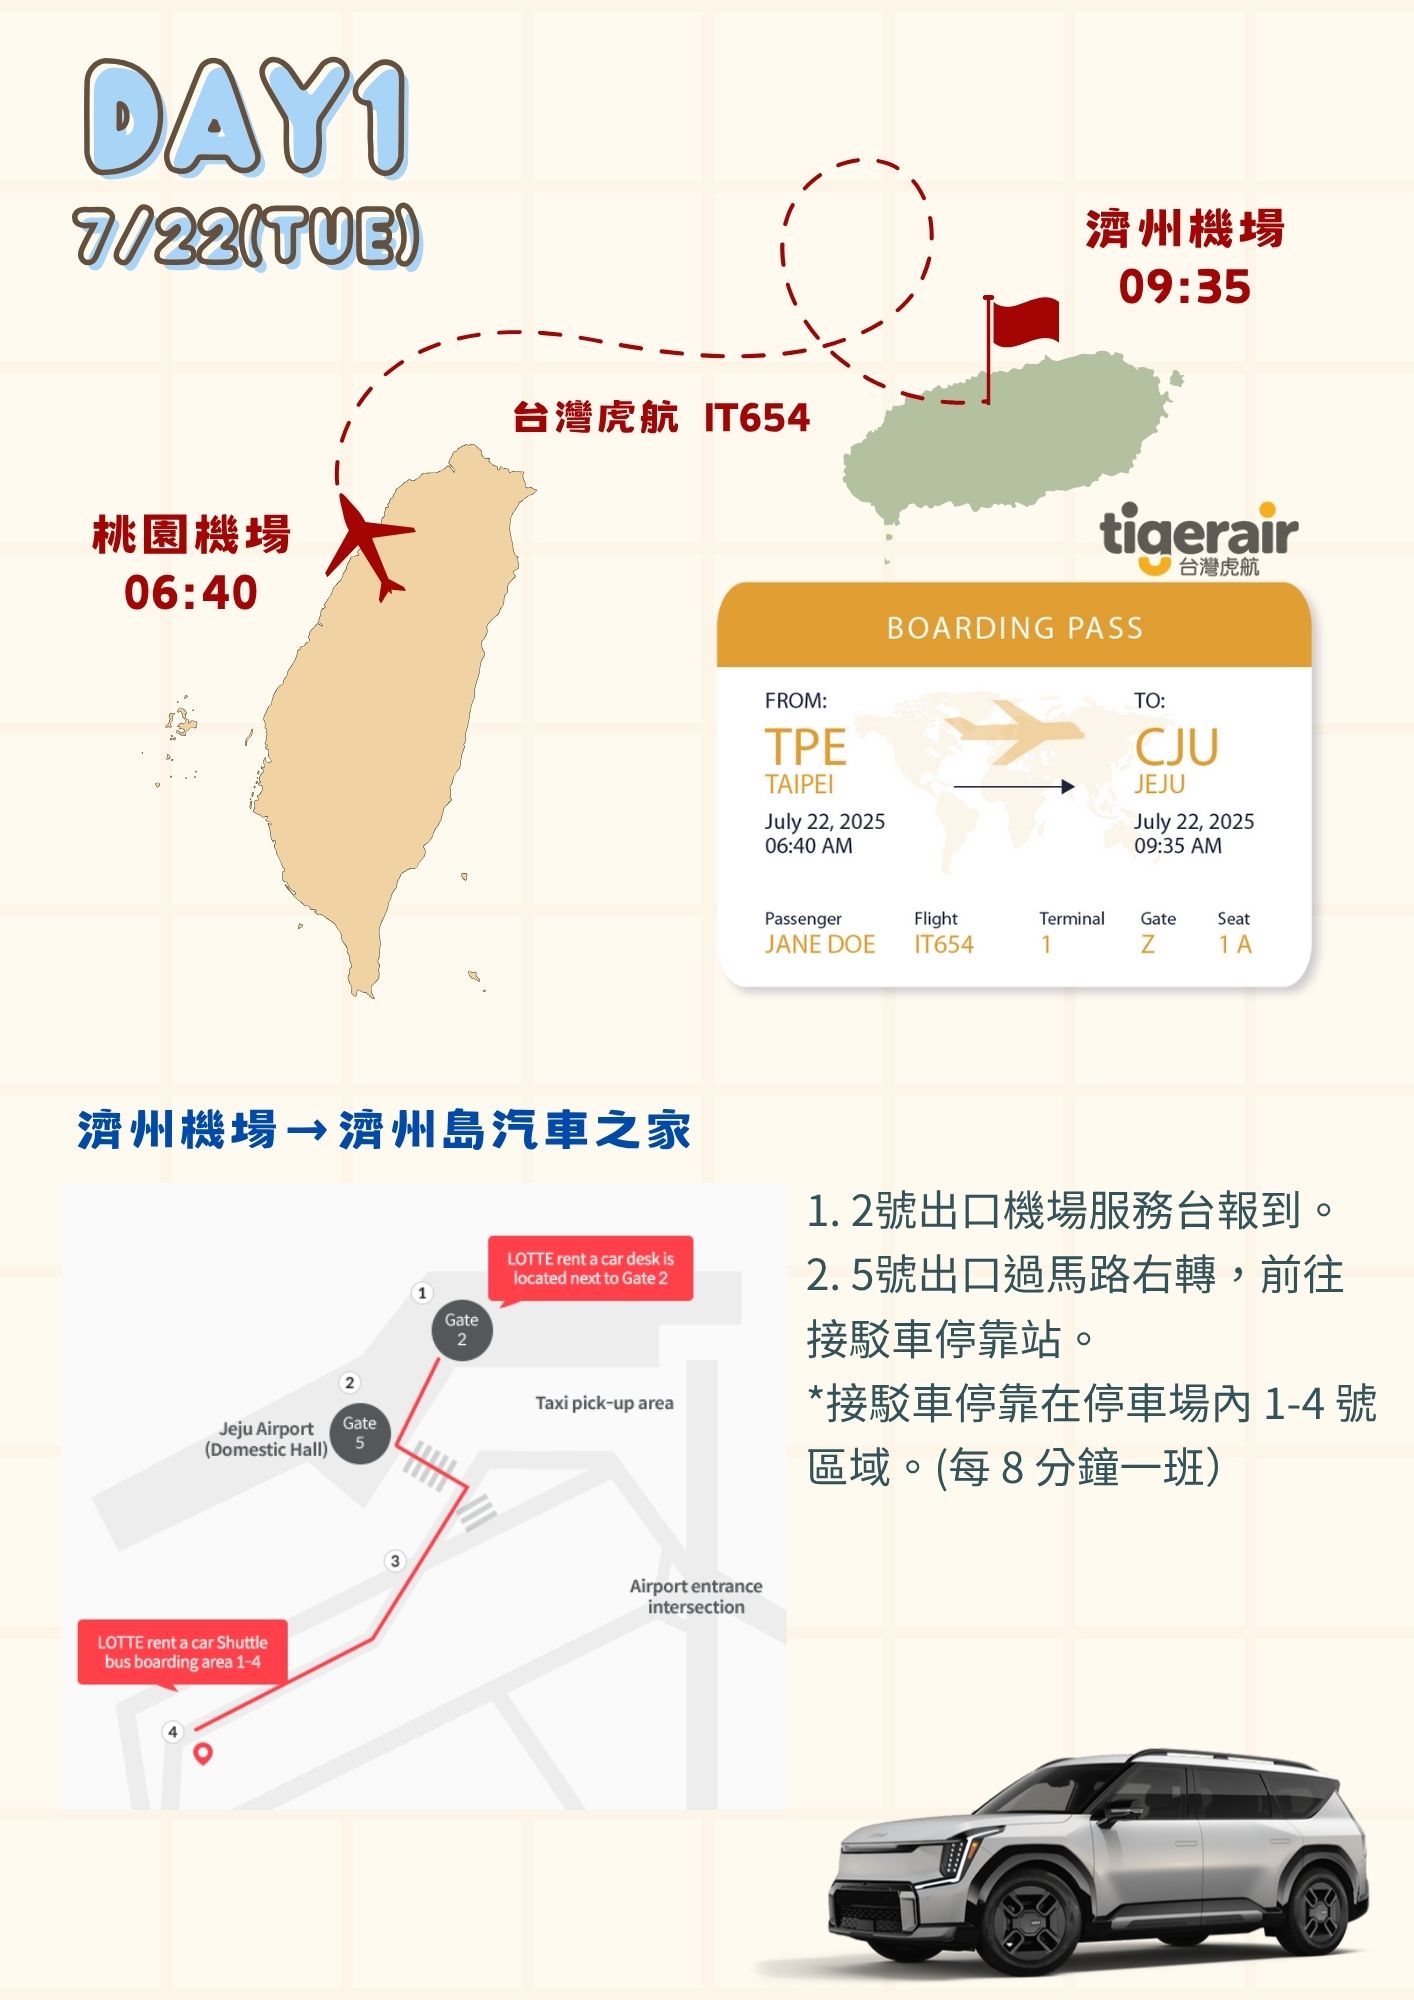 DAY1
7/22(TUE)
濟州機場
09:35
台灣虎航 IT654
桃園機場
06:40
tigerair
台灣虎航
BOARDING PASS
FROM:
TPE
TAIPEI
July 22, 2025
06:40 AM
TO:
CJU
JEJU
July 22, 2025
09:35 AM
Passenger Flight Terminal Gate Seat
JANE DOE IT654 1 Z 1 A
濟州機場→濟州島汽車之家
LOTTE rent a car desk is
located next to Gate 2
1
Gate
2
2
Gate
5
Jeju Airport
(Domestic Hall)
Taxi pick-up area
3
Airport entrance
intersection
LOTTE rent a car Shuttle
bus boarding area 1-4
4
1. 2號出口機場服務台報到。
2. 5號出口過馬路右轉，前往
接駁車停靠站。
*接駁車停靠在停車場內 1-4 號
區域。(每 8 分鐘一班）